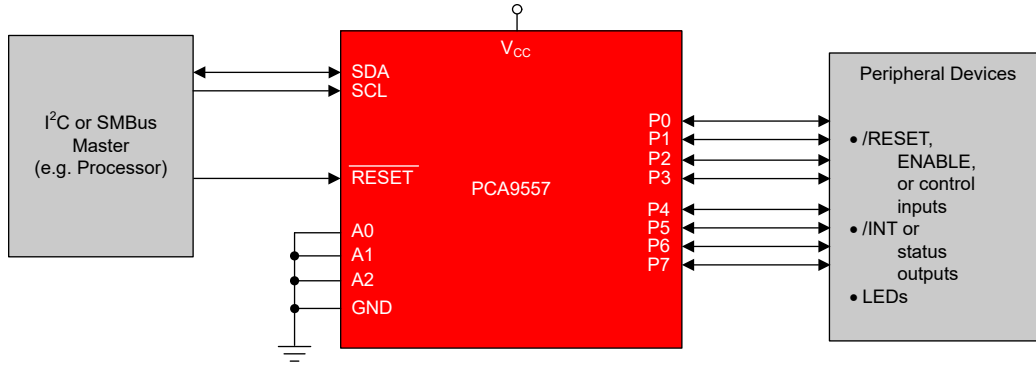 I²C or SMBus
Master
(e.g. Processor)
V_CC
SDA
SCL
RESET
A0
A1
A2
GND
PCA9557
P0
P1
P2
P3
P4
P5
P6
P7
Peripheral Devices
• /RESET,
ENABLE,
or control
inputs
• /INT or
status
outputs
• LEDs